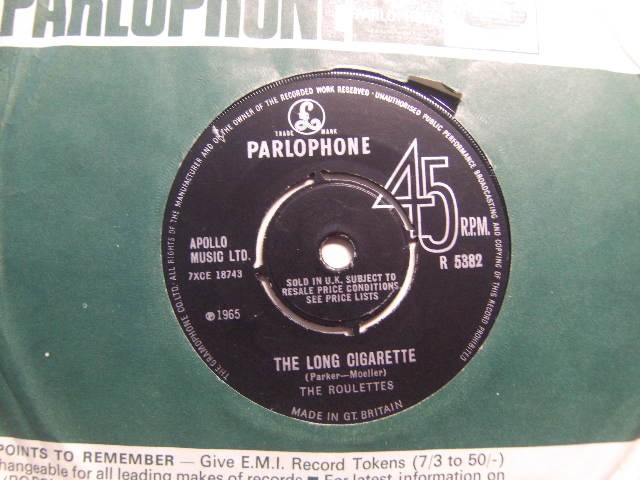 PARLOPHONE
THE GRAMOPHONE CO. LTD. ALL RIGHTS OF THE MANUFACTURER AND OF THE OWNER OF THE RECORDED WORK RESERVED · UNAUTHORISED PUBLIC PERFORMANCE BROADCASTING AND COPYING OF THIS RECORD PROHIBITED
£
TRADE MARK
PARLOPHONE
45
R.P.M.
R 5382
APOLLO
MUSIC LTD.
7XCE 18743
SOLD IN U.K. SUBJECT TO
RESALE PRICE CONDITIONS,
SEE PRICE LISTS
℗1965
THE LONG CIGARETTE
(Parker—Moeller)
THE ROULETTES
MADE IN GT. BRITAIN
POINTS TO REMEMBER — Give E.M.I. Record Tokens (7/3 to 50/-)
changeable for all leading makes of records ■ For latest information on